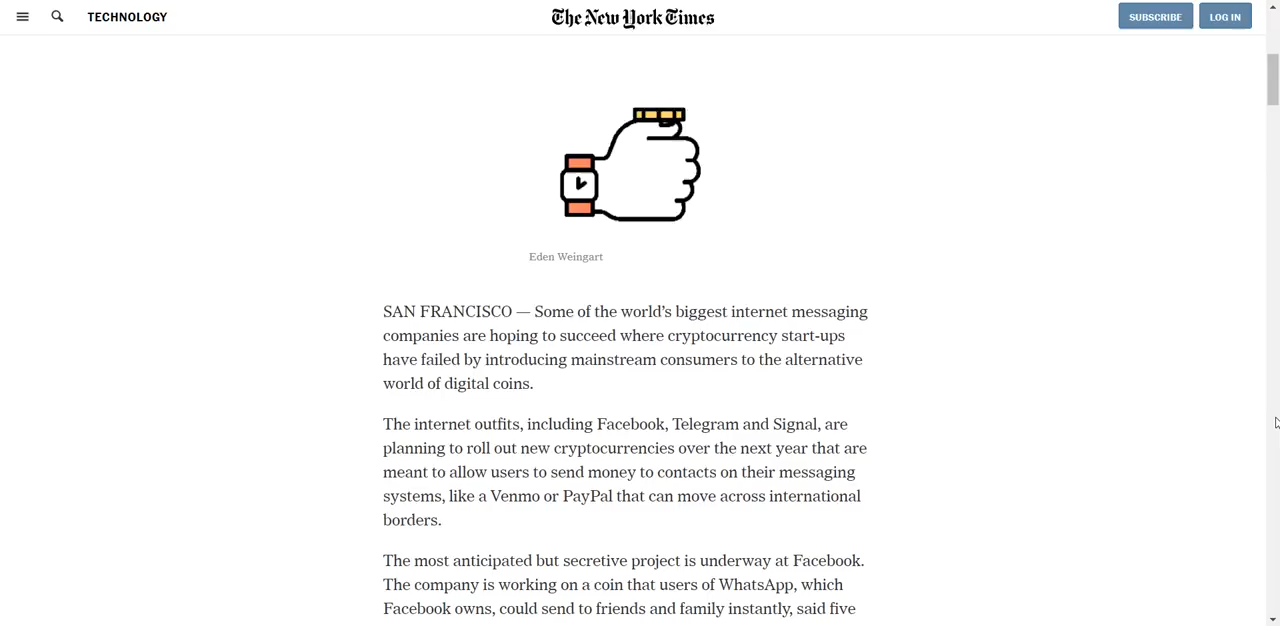 TECHNOLOGY
The New York Times
SUBSCRIBE
LOG IN
Eden Weingart
SAN FRANCISCO — Some of the world’s biggest internet messaging
companies are hoping to succeed where cryptocurrency start-ups
have failed by introducing mainstream consumers to the alternative
world of digital coins.
The internet outfits, including Facebook, Telegram and Signal, are
planning to roll out new cryptocurrencies over the next year that are
meant to allow users to send money to contacts on their messaging
systems, like a Venmo or PayPal that can move across international
borders.
The most anticipated but secretive project is underway at Facebook.
The company is working on a coin that users of WhatsApp, which
Facebook owns, could send to friends and family instantly, said five